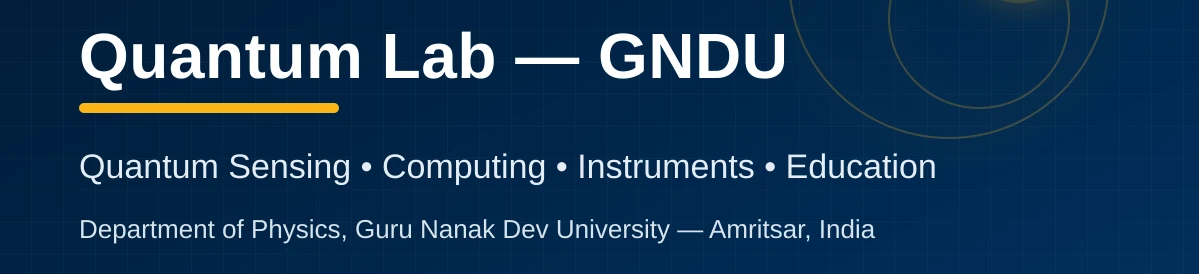 Quantum Lab — GNDU
Quantum Sensing • Computing • Instruments • Education
Department of Physics, Guru Nanak Dev University — Amritsar, India